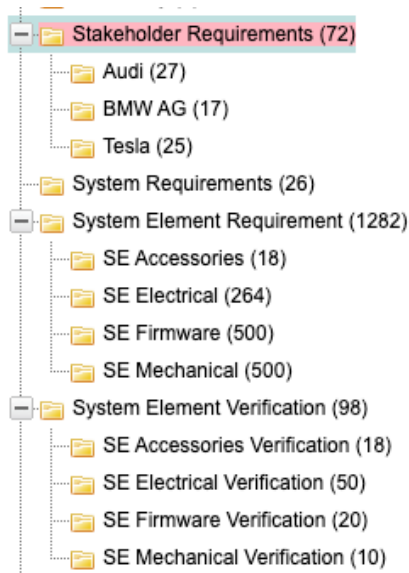 Stakeholder Requirements (72)
Audi (27)
BMW AG (17)
Tesla (25)
System Requirements (26)
System Element Requirement (1282)
SE Accessories (18)
SE Electrical (264)
SE Firmware (500)
SE Mechanical (500)
System Element Verification (98)
SE Accessories Verification (18)
SE Electrical Verification (50)
SE Firmware Verification (20)
SE Mechanical Verification (10)